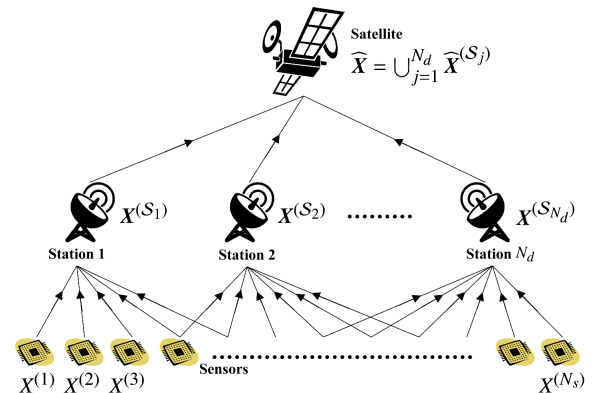 Satellite
X̂ = ⋃_{j=1}^{N_d} X̂^{(S_j)}
X^{(S_1)} X^{(S_2)} ......... X^{(S_{N_d})}
Station 1 Station 2 Station N_d
Sensors
X^{(1)} X^{(2)} X^{(3)} X^{(N_s)}